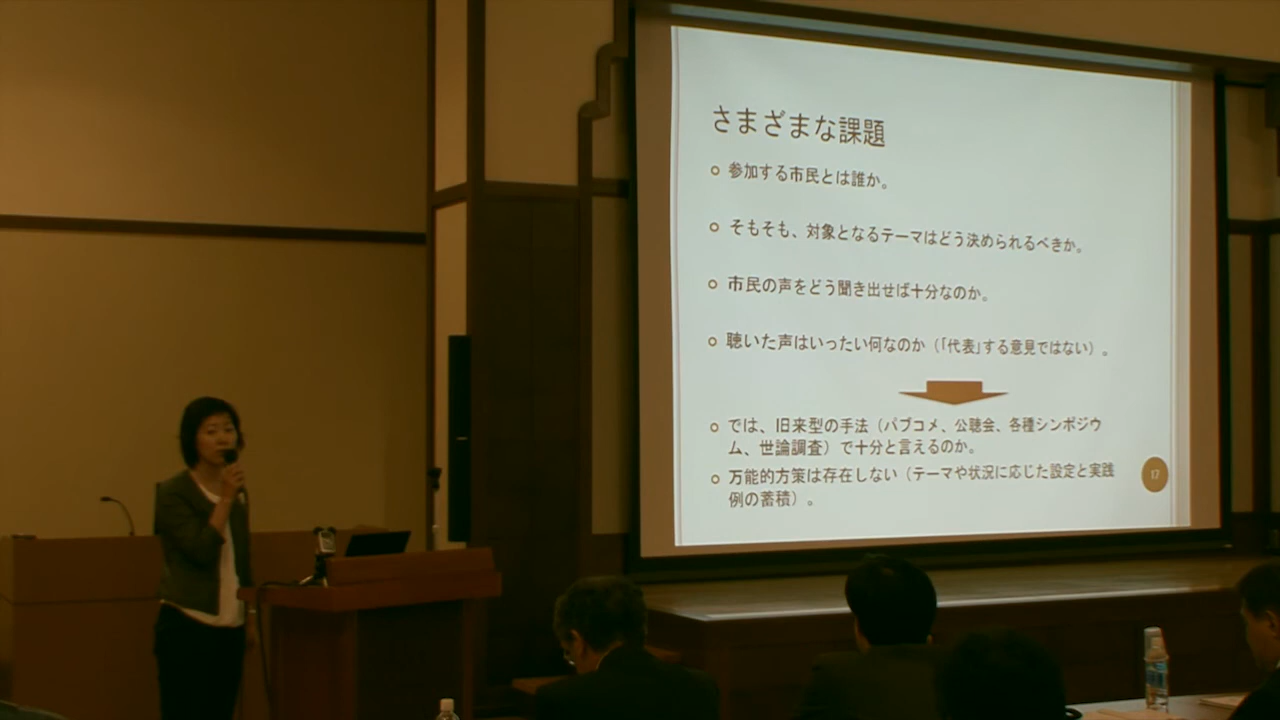 さまざまな課題
参加する市民とは誰か。
そもそも、対象となるテーマはどう決められるべきか。
市民の声をどう聞き出せば十分なのか。
聴いた声はいったい何なのか（「代表」する意見ではない）。
では、旧来型の手法（パブコメ、公聴会、各種シンポジウ
ム、世論調査）で十分と言えるのか。
万能的方策は存在しない（テーマや状況に応じた設定と実践
例の蓄積）。
17